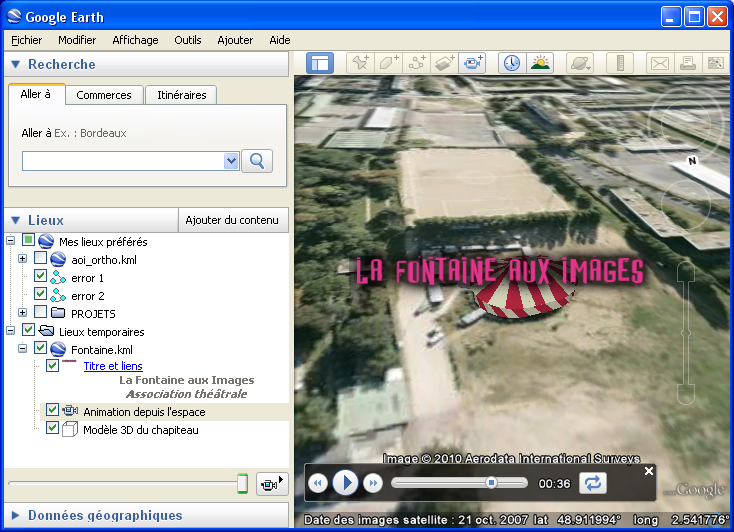 Google Earth
Fichier Modifier Affichage Outils Ajouter Aide
Recherche
Aller à Commerces Itinéraires
Aller à Ex. : Bordeaux
Lieux Ajouter du contenu
Mes lieux préférés
aoi_ortho.kml
error 1
error 2
PROJETS
Lieux temporaires
Fontaine.kml
Titre et liens
La Fontaine aux Images
Association théâtrale
Animation depuis l'espace
Modèle 3D du chapiteau
Données géographiques
N
LA FONTAINE AUX IMAGES
Image © 2010 Aerodata International Surveys
00:36
Google
Date des images satellite : 21 oct. 2007 lat 48.911994° long 2.541776°